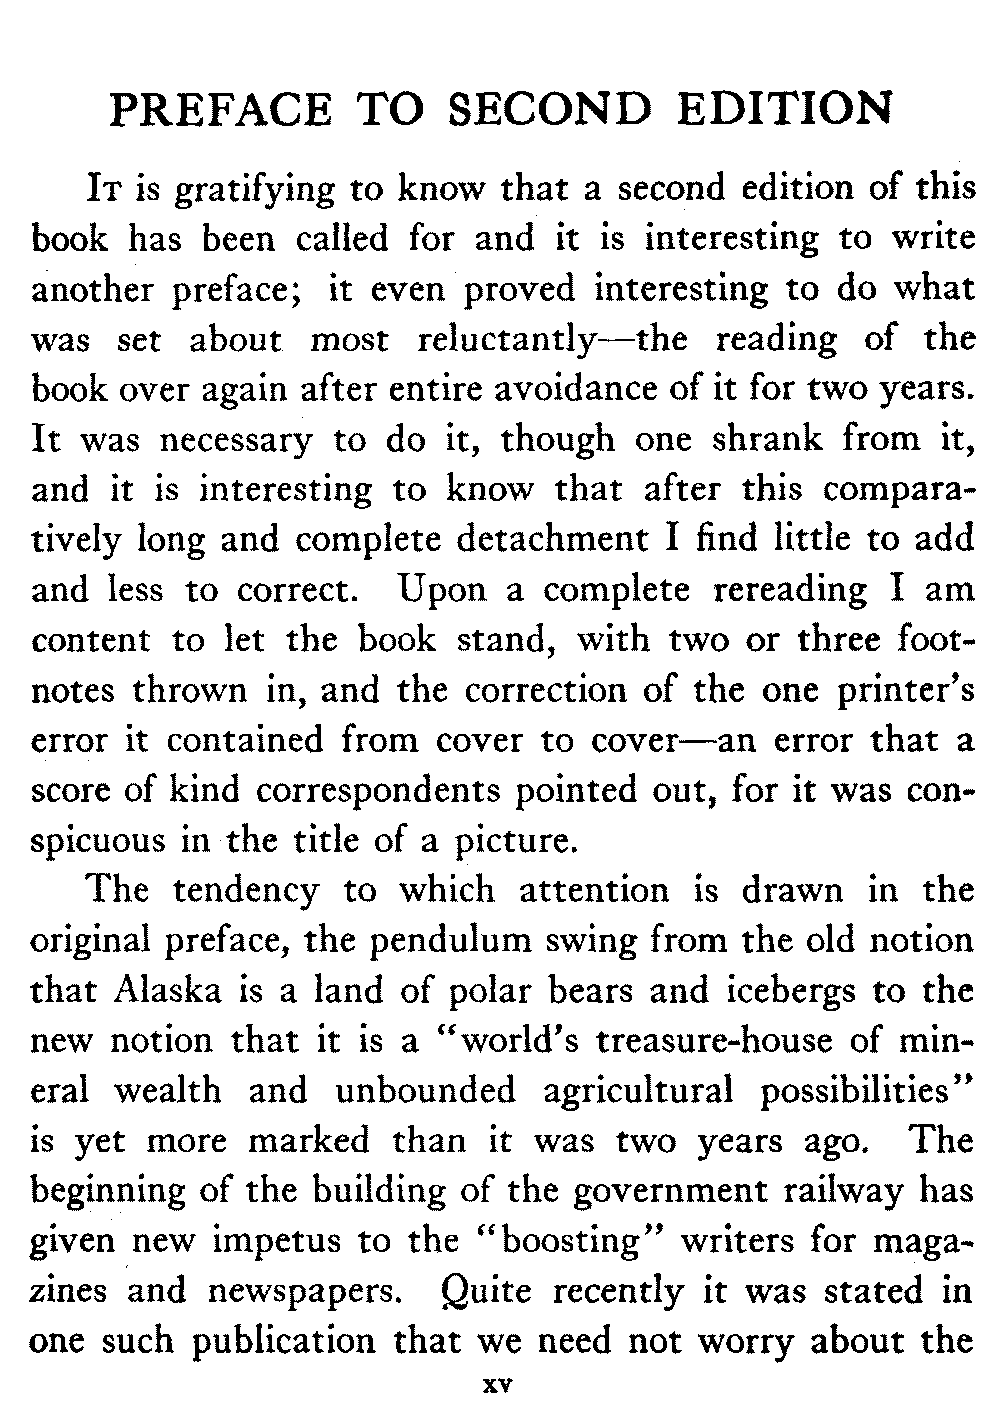 PREFACE TO SECOND EDITION
It is gratifying to know that a second edition of this
book has been called for and it is interesting to write
another preface; it even proved interesting to do what
was set about most reluctantly—the reading of the
book over again after entire avoidance of it for two years.
It was necessary to do it, though one shrank from it,
and it is interesting to know that after this compara-
tively long and complete detachment I find little to add
and less to correct. Upon a complete rereading I am
content to let the book stand, with two or three foot-
notes thrown in, and the correction of the one printer's
error it contained from cover to cover—an error that a
score of kind correspondents pointed out, for it was con-
spicuous in the title of a picture.
The tendency to which attention is drawn in the
original preface, the pendulum swing from the old notion
that Alaska is a land of polar bears and icebergs to the
new notion that it is a "world's treasure-house of min-
eral wealth and unbounded agricultural possibilities"
is yet more marked than it was two years ago. The
beginning of the building of the government railway has
given new impetus to the "boosting" writers for maga-
zines and newspapers. Quite recently it was stated in
one such publication that we need not worry about the
xv